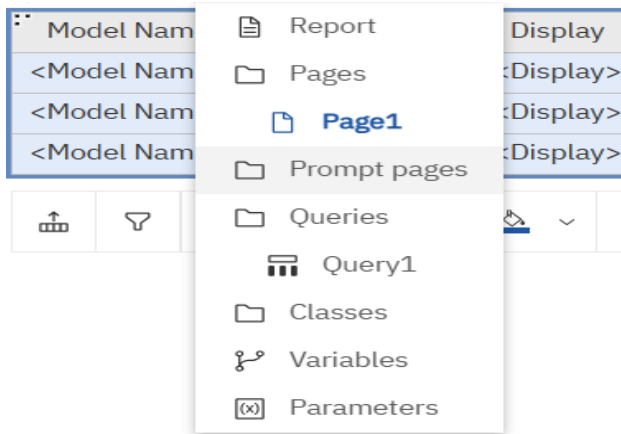 Model Nam
Report
Display
<Model Nam
Pages
<Display>
<Model Nam
Page1
<Display>
<Model Nam
Prompt pages
<Display>
Queries
Query1
Classes
Variables
(x) Parameters